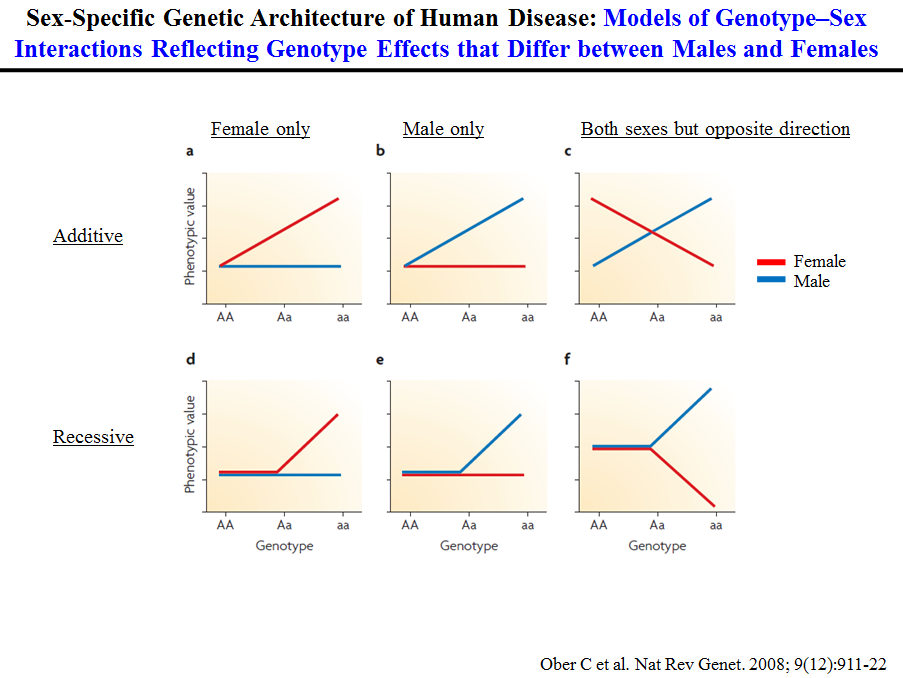 Sex-Specific Genetic Architecture of Human Disease: Models of Genotype–Sex
Interactions Reflecting Genotype Effects that Differ between Males and Females
Female only
Male only
Both sexes but opposite direction
a
b
c
Additive
Phenotypic value
AA Aa aa
AA Aa aa
AA Aa aa
Female
Male
d
e
f
Recessive
Phenotypic value
AA Aa aa
AA Aa aa
AA Aa aa
Genotype
Genotype
Genotype
Ober C et al. Nat Rev Genet. 2008; 9(12):911-22